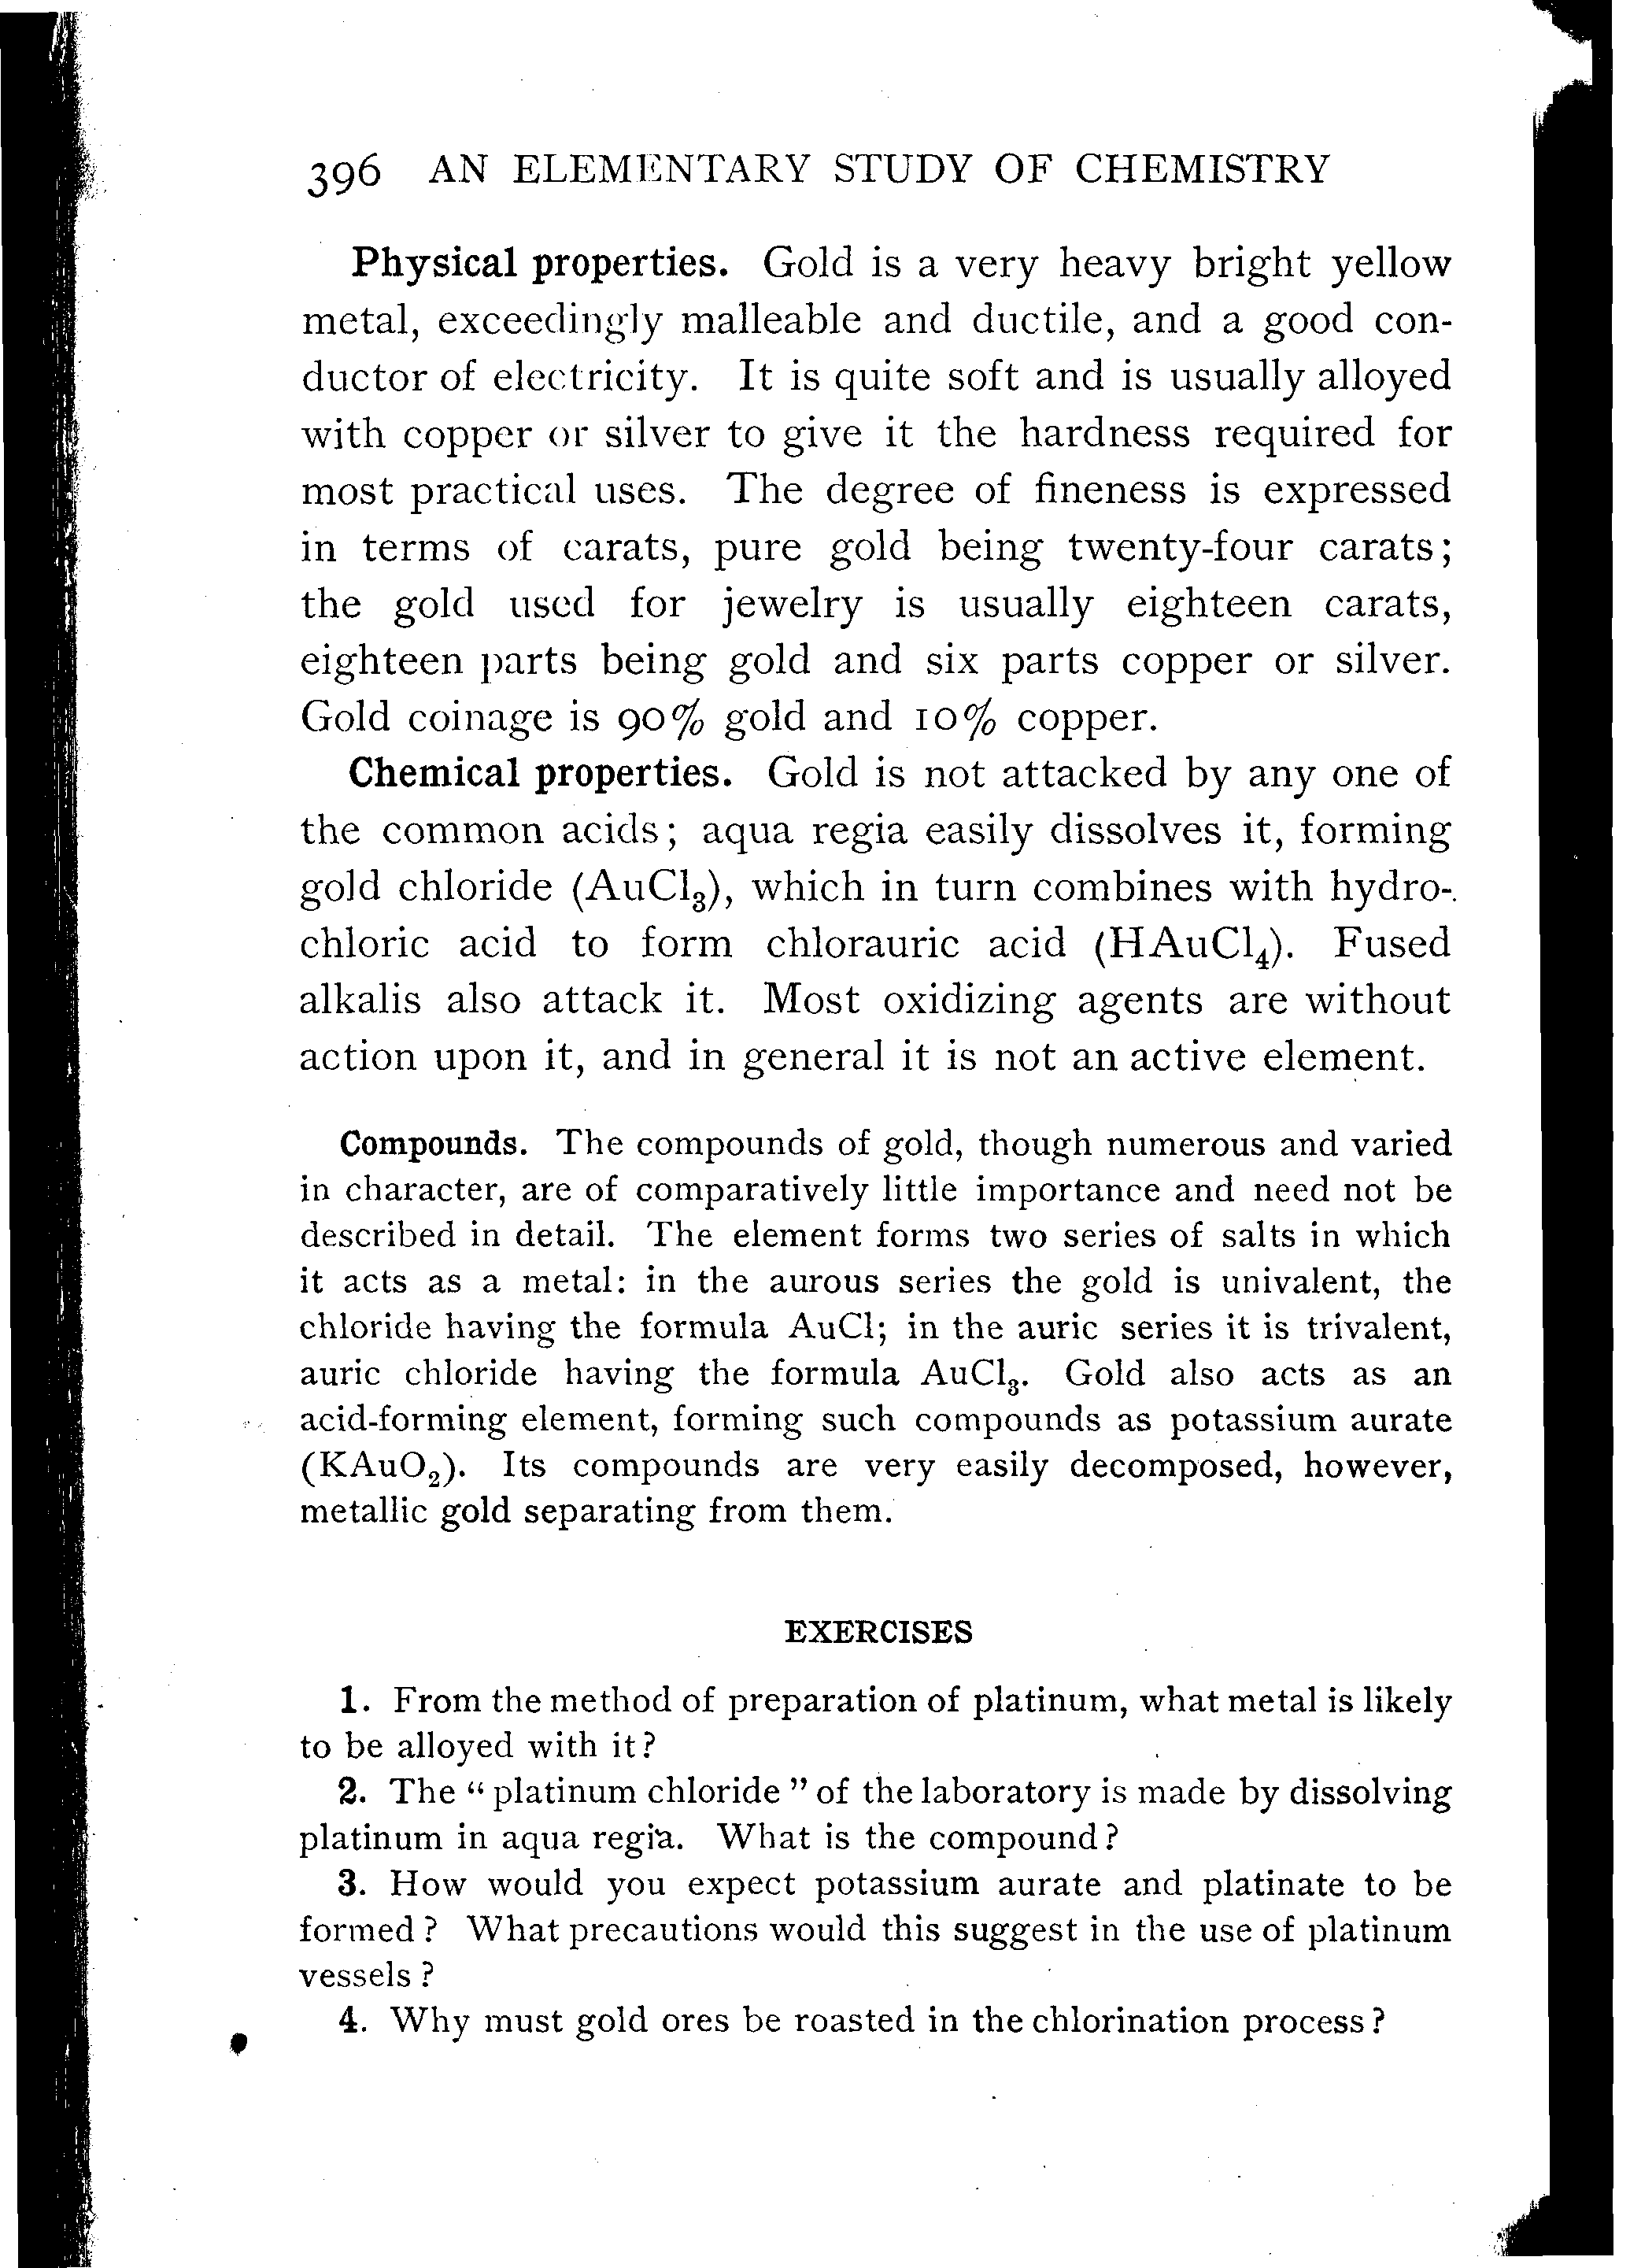 396 AN ELEMENTARY STUDY OF CHEMISTRY
Physical properties. Gold is a very heavy bright yellow
metal, exceedingly malleable and ductile, and a good con-
ductor of electricity. It is quite soft and is usually alloyed
with copper or silver to give it the hardness required for
most practical uses. The degree of fineness is expressed
in terms of carats, pure gold being twenty-four carats;
the gold used for jewelry is usually eighteen carats,
eighteen parts being gold and six parts copper or silver.
Gold coinage is 90% gold and 10% copper.
Chemical properties. Gold is not attacked by any one of
the common acids; aqua regia easily dissolves it, forming
gold chloride (AuCl₃), which in turn combines with hydro-
chloric acid to form chlorauric acid (HAuCl₄). Fused
alkalis also attack it. Most oxidizing agents are without
action upon it, and in general it is not an active element.
Compounds. The compounds of gold, though numerous and varied
in character, are of comparatively little importance and need not be
described in detail. The element forms two series of salts in which
it acts as a metal: in the aurous series the gold is univalent, the
chloride having the formula AuCl; in the auric series it is trivalent,
auric chloride having the formula AuCl₃. Gold also acts as an
acid-forming element, forming such compounds as potassium aurate
(KAuO₂). Its compounds are very easily decomposed, however,
metallic gold separating from them.
EXERCISES
1. From the method of preparation of platinum, what metal is likely
to be alloyed with it?
2. The “platinum chloride” of the laboratory is made by dissolving
platinum in aqua regia. What is the compound?
3. How would you expect potassium aurate and platinate to be
formed? What precautions would this suggest in the use of platinum
vessels?
4. Why must gold ores be roasted in the chlorination process?